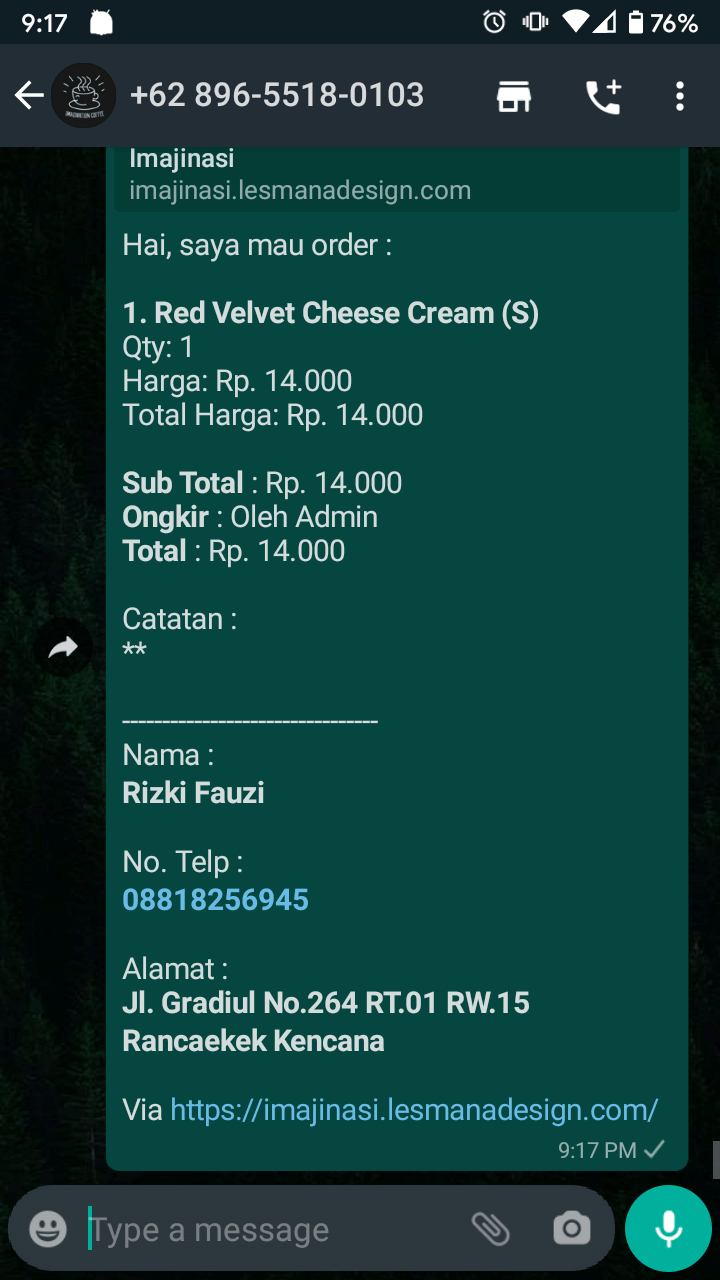 9:17
76%
+62 896-5518-0103
Imajinasi
imajinasi.lesmanadesign.com
Hai, saya mau order :
1. Red Velvet Cheese Cream (S)
Qty: 1
Harga: Rp. 14.000
Total Harga: Rp. 14.000
Sub Total : Rp. 14.000
Ongkir : Oleh Admin
Total : Rp. 14.000
Catatan :
**
--------------------------------
Nama :
Rizki Fauzi
No. Telp :
08818256945
Alamat :
Jl. Gradiul No.264 RT.01 RW.15
Rancaekek Kencana
Via https://imajinasi.lesmanadesign.com/
9:17 PM
Type a message